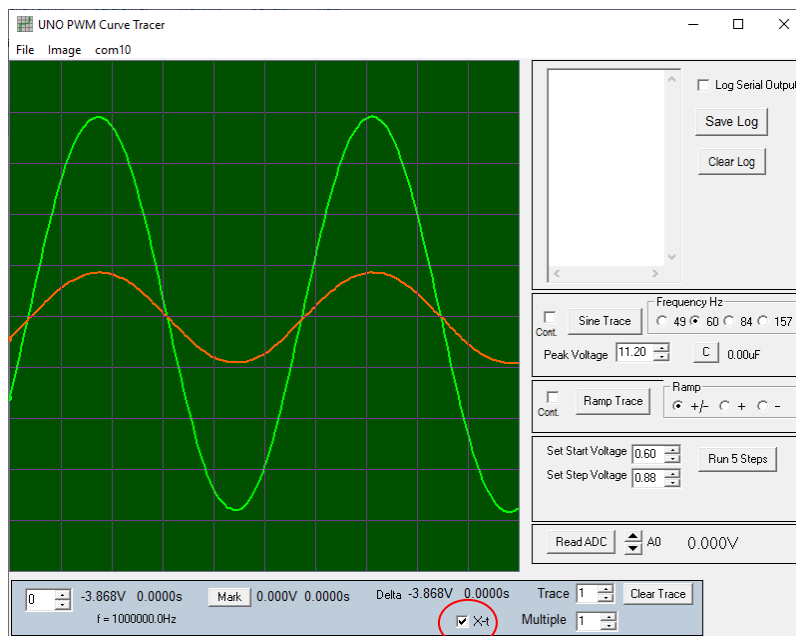 UNO PWM Curve Tracer
File Image com10
Log Serial Output
Save Log
Clear Log
Frequency Hz
Cont. Sine Trace 49 60 84 157
Peak Voltage 11.20 C 0.00uF
Ramp
Cont. Ramp Trace +/- + -
Set Start Voltage 0.60
Run 5 Steps
Set Step Voltage 0.88
Read ADC A0 0.000V
0 -3.868V 0.0000s Mark 0.000V 0.0000s Delta -3.868V 0.0000s Trace 1 Clear Trace
f = 1000000.0Hz X-t Multiple 1